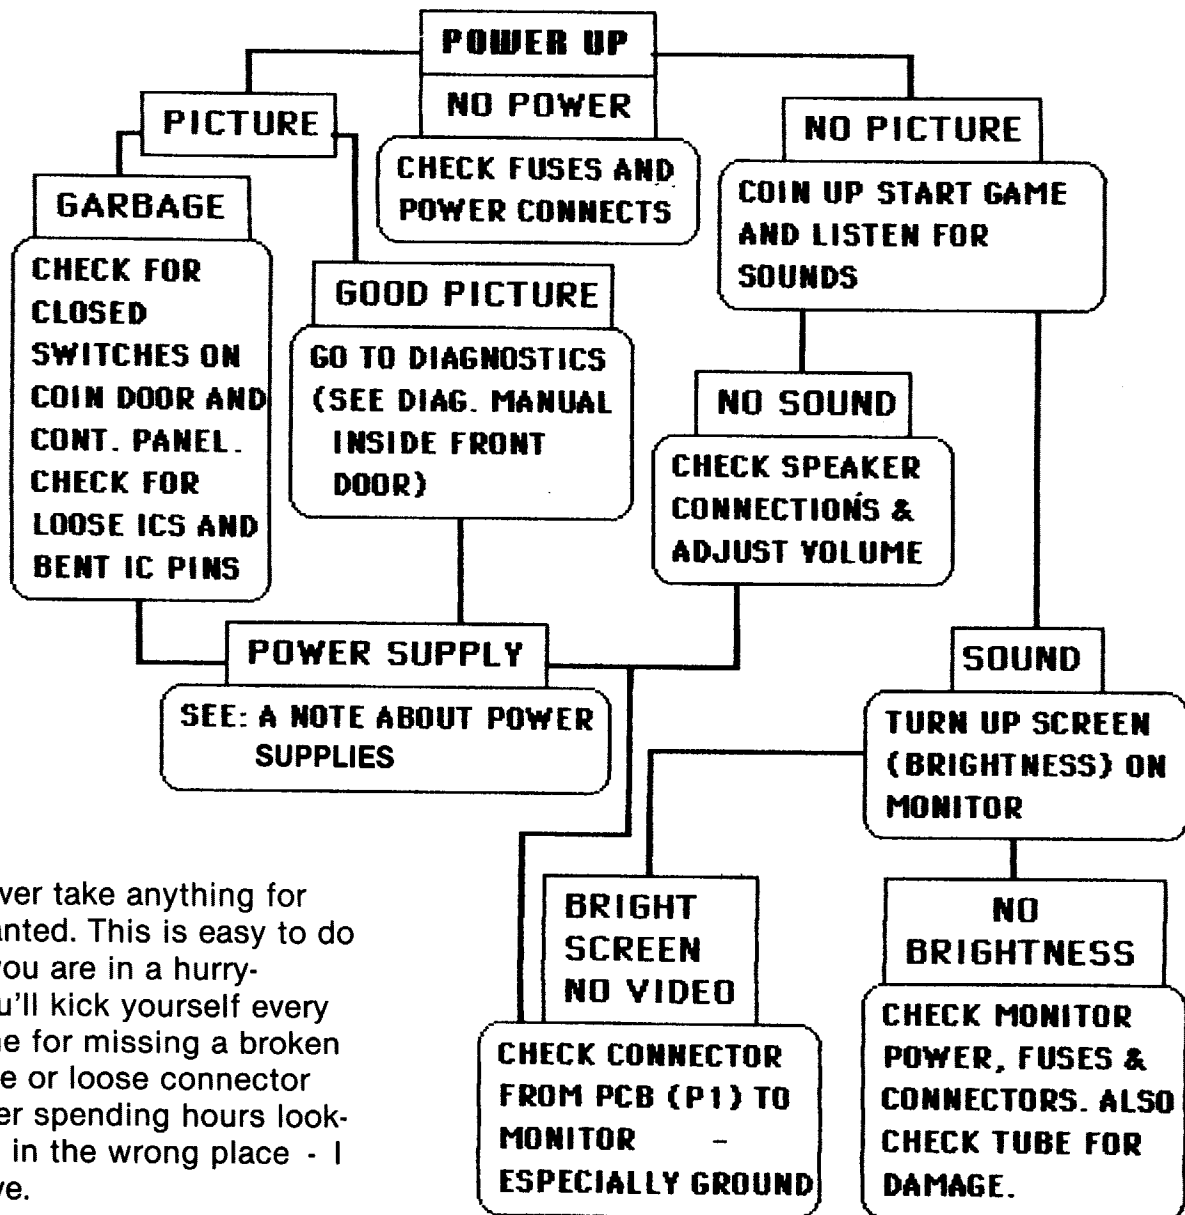 POWER UP
NO POWER
CHECK FUSES AND
POWER CONNECTS
PICTURE
GARBAGE
CHECK FOR
CLOSED
SWITCHES ON
COIN DOOR AND
CONT. PANEL.
CHECK FOR
LOOSE ICS AND
BENT IC PINS
GOOD PICTURE
GO TO DIAGNOSTICS
(SEE DIAG. MANUAL
INSIDE FRONT
DOOR)
NO PICTURE
COIN UP START GAME
AND LISTEN FOR
SOUNDS
NO SOUND
CHECK SPEAKER
CONNECTIONS &
ADJUST VOLUME
POWER SUPPLY
SEE: A NOTE ABOUT POWER
SUPPLIES
SOUND
TURN UP SCREEN
(BRIGHTNESS) ON
MONITOR
BRIGHT
SCREEN
NO VIDEO
CHECK CONNECTOR
FROM PCB (P1) TO
MONITOR -
ESPECIALLY GROUND
NO
BRIGHTNESS
CHECK MONITOR
POWER, FUSES &
CONNECTORS. ALSO
CHECK TUBE FOR
DAMAGE.
ver take anything for
anted. This is easy to do
you are in a hurry-
u'll kick yourself every
ne for missing a broken
e or loose connector
er spending hours look-
in the wrong place - I
ve.